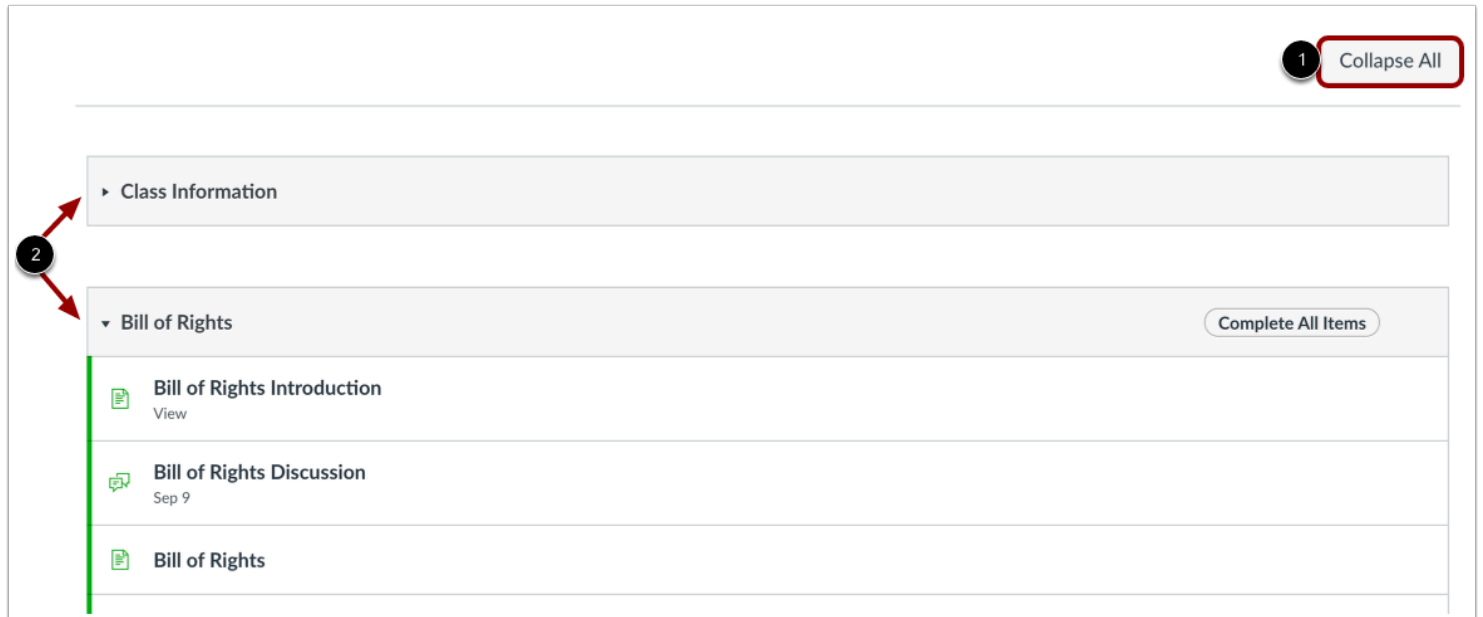 1 Collapse All
Class Information
2
Bill of Rights Complete All Items
Bill of Rights Introduction
View
Bill of Rights Discussion
Sep 9
Bill of Rights